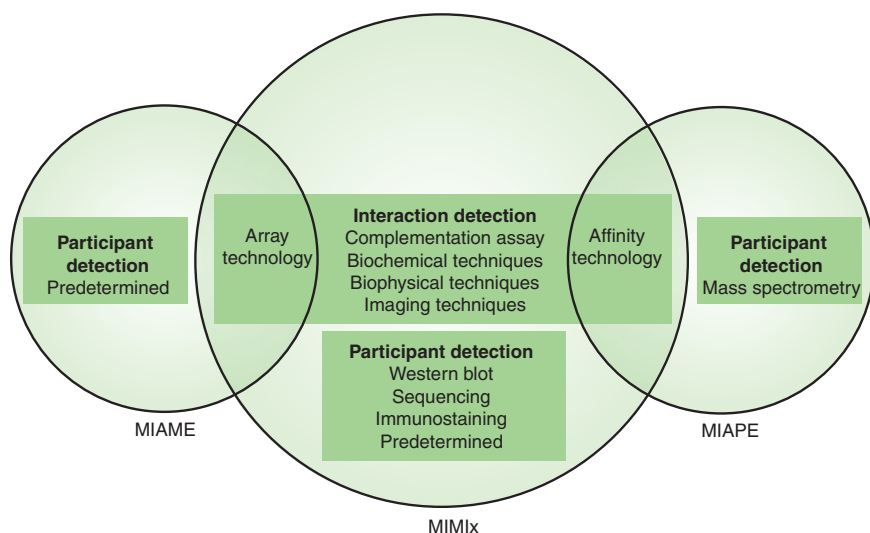 Participant
detection
Predetermined
Array
technology
Interaction detection
Complementation assay
Biochemical techniques
Biophysical techniques
Imaging techniques
Affinity
technology
Participant
detection
Mass spectrometry
Participant detection
Western blot
Sequencing
Immunostaining
Predetermined
MIAME
MIAPE
MIMIx